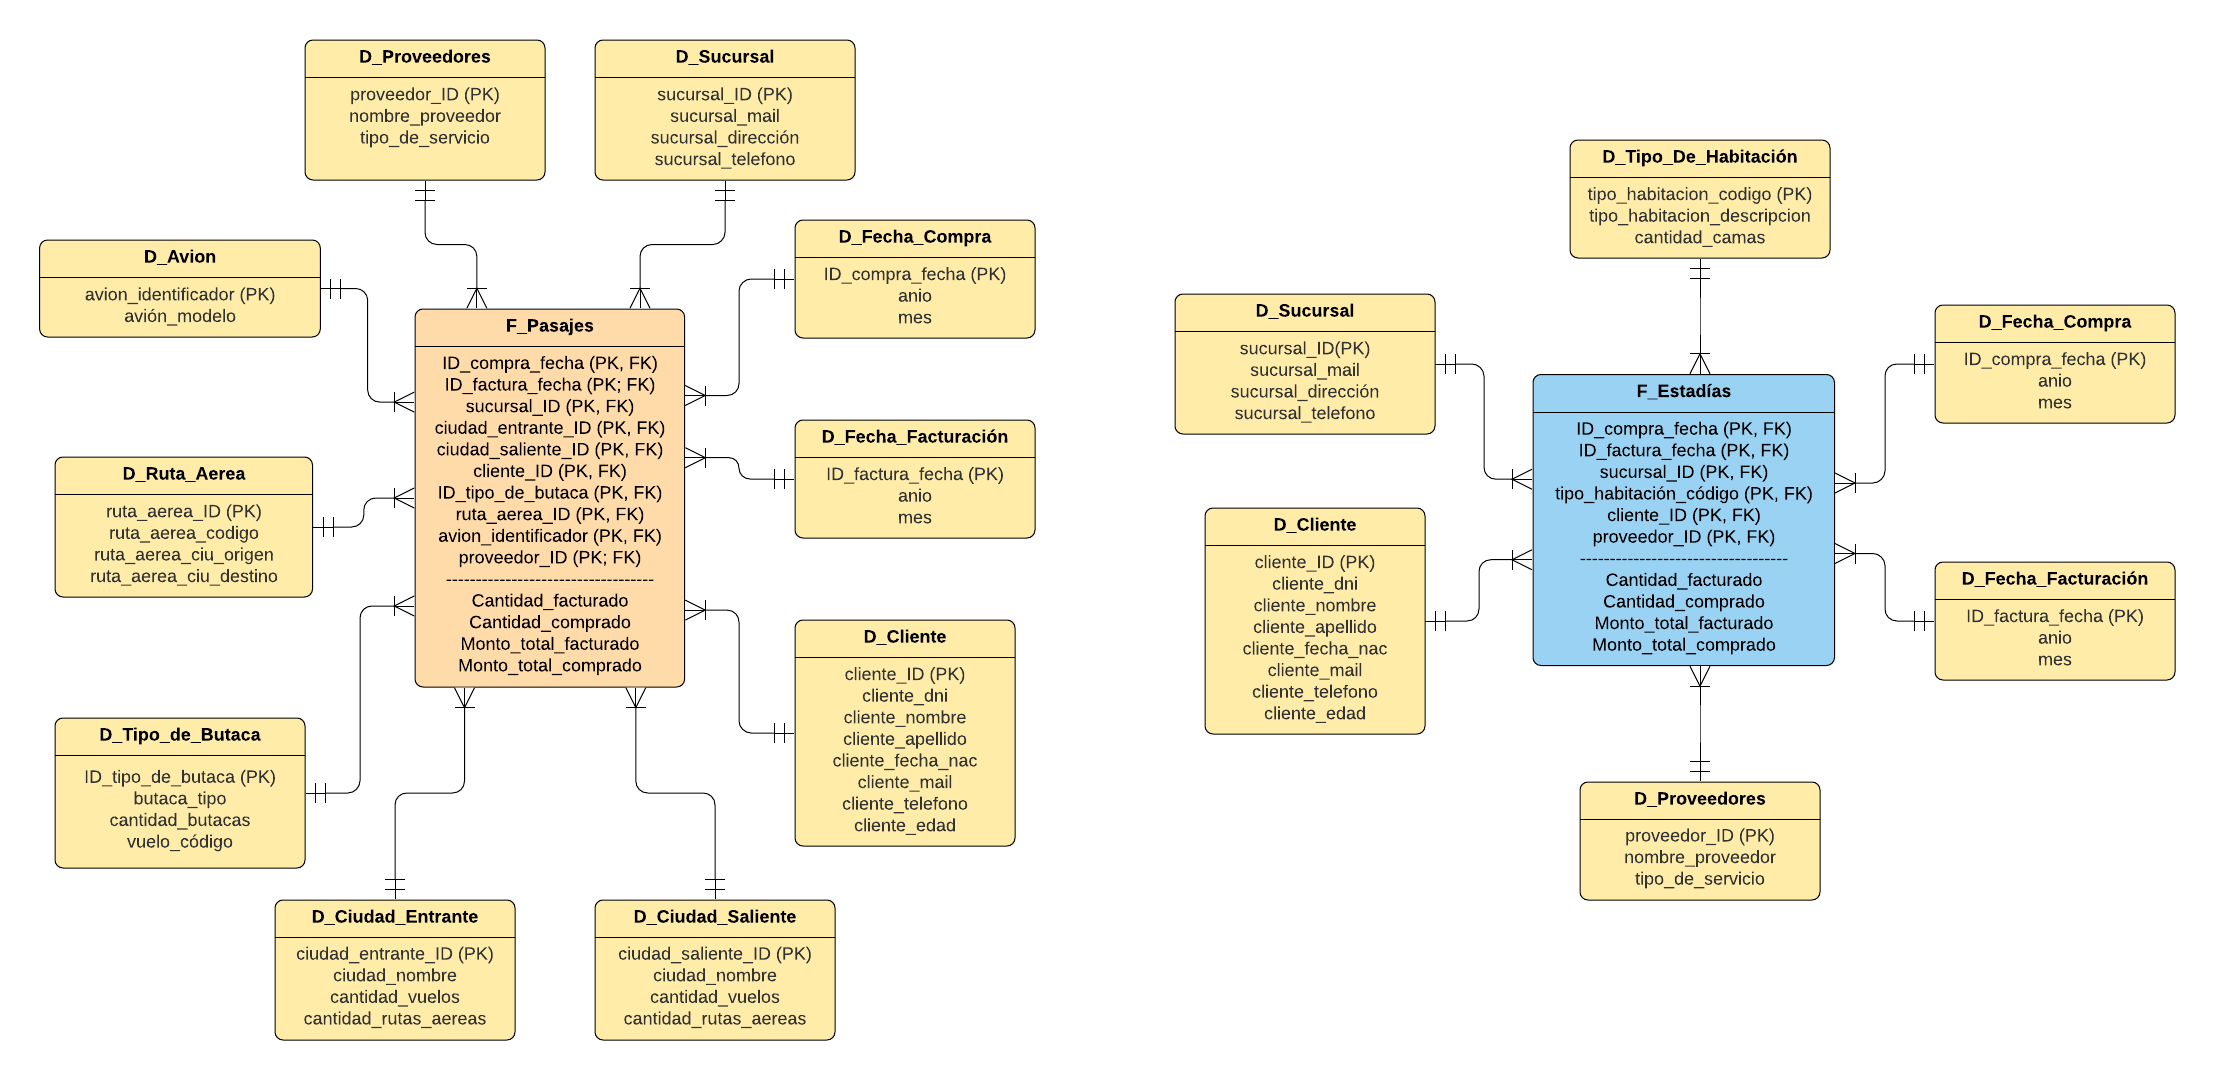 D_Proveedores
proveedor_ID (PK)
nombre_proveedor
tipo_de_servicio
D_Sucursal
sucursal_ID (PK)
sucursal_mail
sucursal_dirección
sucursal_telefono
D_Avion
avion_identificador (PK)
avión_modelo
D_Fecha_Compra
ID_compra_fecha (PK)
anio
mes
F_Pasajes
ID_compra_fecha (PK, FK)
ID_factura_fecha (PK; FK)
sucursal_ID (PK, FK)
ciudad_entrante_ID (PK, FK)
ciudad_saliente_ID (PK, FK)
cliente_ID (PK, FK)
ID_tipo_de_butaca (PK, FK)
ruta_aerea_ID (PK, FK)
avion_identificador (PK, FK)
proveedor_ID (PK; FK)
-----------------------------------
Cantidad_facturado
Cantidad_comprado
Monto_total_facturado
Monto_total_comprado
D_Ruta_Aerea
ruta_aerea_ID (PK)
ruta_aerea_codigo
ruta_aerea_ciu_origen
ruta_aerea_ciu_destino
D_Fecha_Facturación
ID_factura_fecha (PK)
anio
mes
D_Tipo_de_Butaca
ID_tipo_de_butaca (PK)
butaca_tipo
cantidad_butacas
vuelo_código
D_Cliente
cliente_ID (PK)
cliente_dni
cliente_nombre
cliente_apellido
cliente_fecha_nac
cliente_mail
cliente_telefono
cliente_edad
D_Ciudad_Entrante
ciudad_entrante_ID (PK)
ciudad_nombre
cantidad_vuelos
cantidad_rutas_aereas
D_Ciudad_Saliente
ciudad_saliente_ID (PK)
ciudad_nombre
cantidad_vuelos
cantidad_rutas_aereas
D_Tipo_De_Habitación
tipo_habitacion_codigo (PK)
tipo_habitacion_descripcion
cantidad_camas
D_Sucursal
sucursal_ID(PK)
sucursal_mail
sucursal_dirección
sucursal_telefono
D_Fecha_Compra
ID_compra_fecha (PK)
anio
mes
F_Estadías
ID_compra_fecha (PK, FK)
ID_factura_fecha (PK, FK)
sucursal_ID (PK, FK)
tipo_habitación_código (PK, FK)
cliente_ID (PK, FK)
proveedor_ID (PK, FK)
-----------------------------------
Cantidad_facturado
Cantidad_comprado
Monto_total_facturado
Monto_total_comprado
D_Cliente
cliente_ID (PK)
cliente_dni
cliente_nombre
cliente_apellido
cliente_fecha_nac
cliente_mail
cliente_telefono
cliente_edad
D_Fecha_Facturación
ID_factura_fecha (PK)
anio
mes
D_Proveedores
proveedor_ID (PK)
nombre_proveedor
tipo_de_servicio